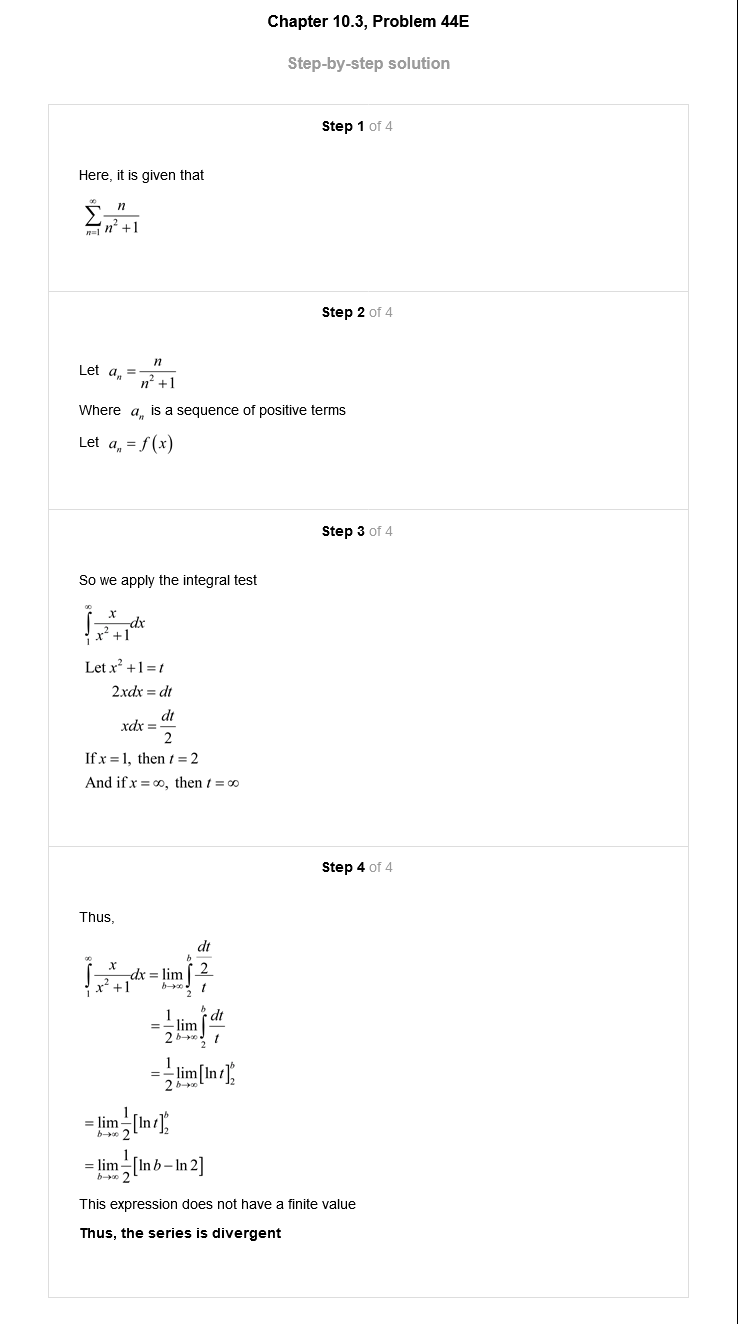 Chapter 10.3, Problem 44E
Step-by-step solution
Step 1 of 4
Here, it is given that
$\sum_{n=1}^{\infty} \frac{n}{n^2+1}$
Step 2 of 4
Let $a_n = \frac{n}{n^2+1}$
Where $a_n$ is a sequence of positive terms
Let $a_n = f(x)$
Step 3 of 4
So we apply the integral test
$\int_1^{\infty} \frac{x}{x^2+1} dx$
Let $x^2+1 = t$
$2xdx = dt$
$xdx = \frac{dt}{2}$
If $x = 1$, then $t = 2$
And if $x = \infty$, then $t = \infty$
Step 4 of 4
Thus,
$\int_1^{\infty} \frac{x}{x^2+1} dx = \lim_{b \to \infty} \int_2^b \frac{\frac{dt}{2}}{t}$
$= \frac{1}{2} \lim_{b \to \infty} \int_2^b \frac{dt}{t}$
$= \frac{1}{2} \lim_{b \to \infty} [\ln t]_2^b$
$= \lim_{b \to \infty} \frac{1}{2} [\ln t]_2^b$
$= \lim_{b \to \infty} \frac{1}{2} [\ln b - \ln 2]$
This expression does not have a finite value
Thus, the series is divergent